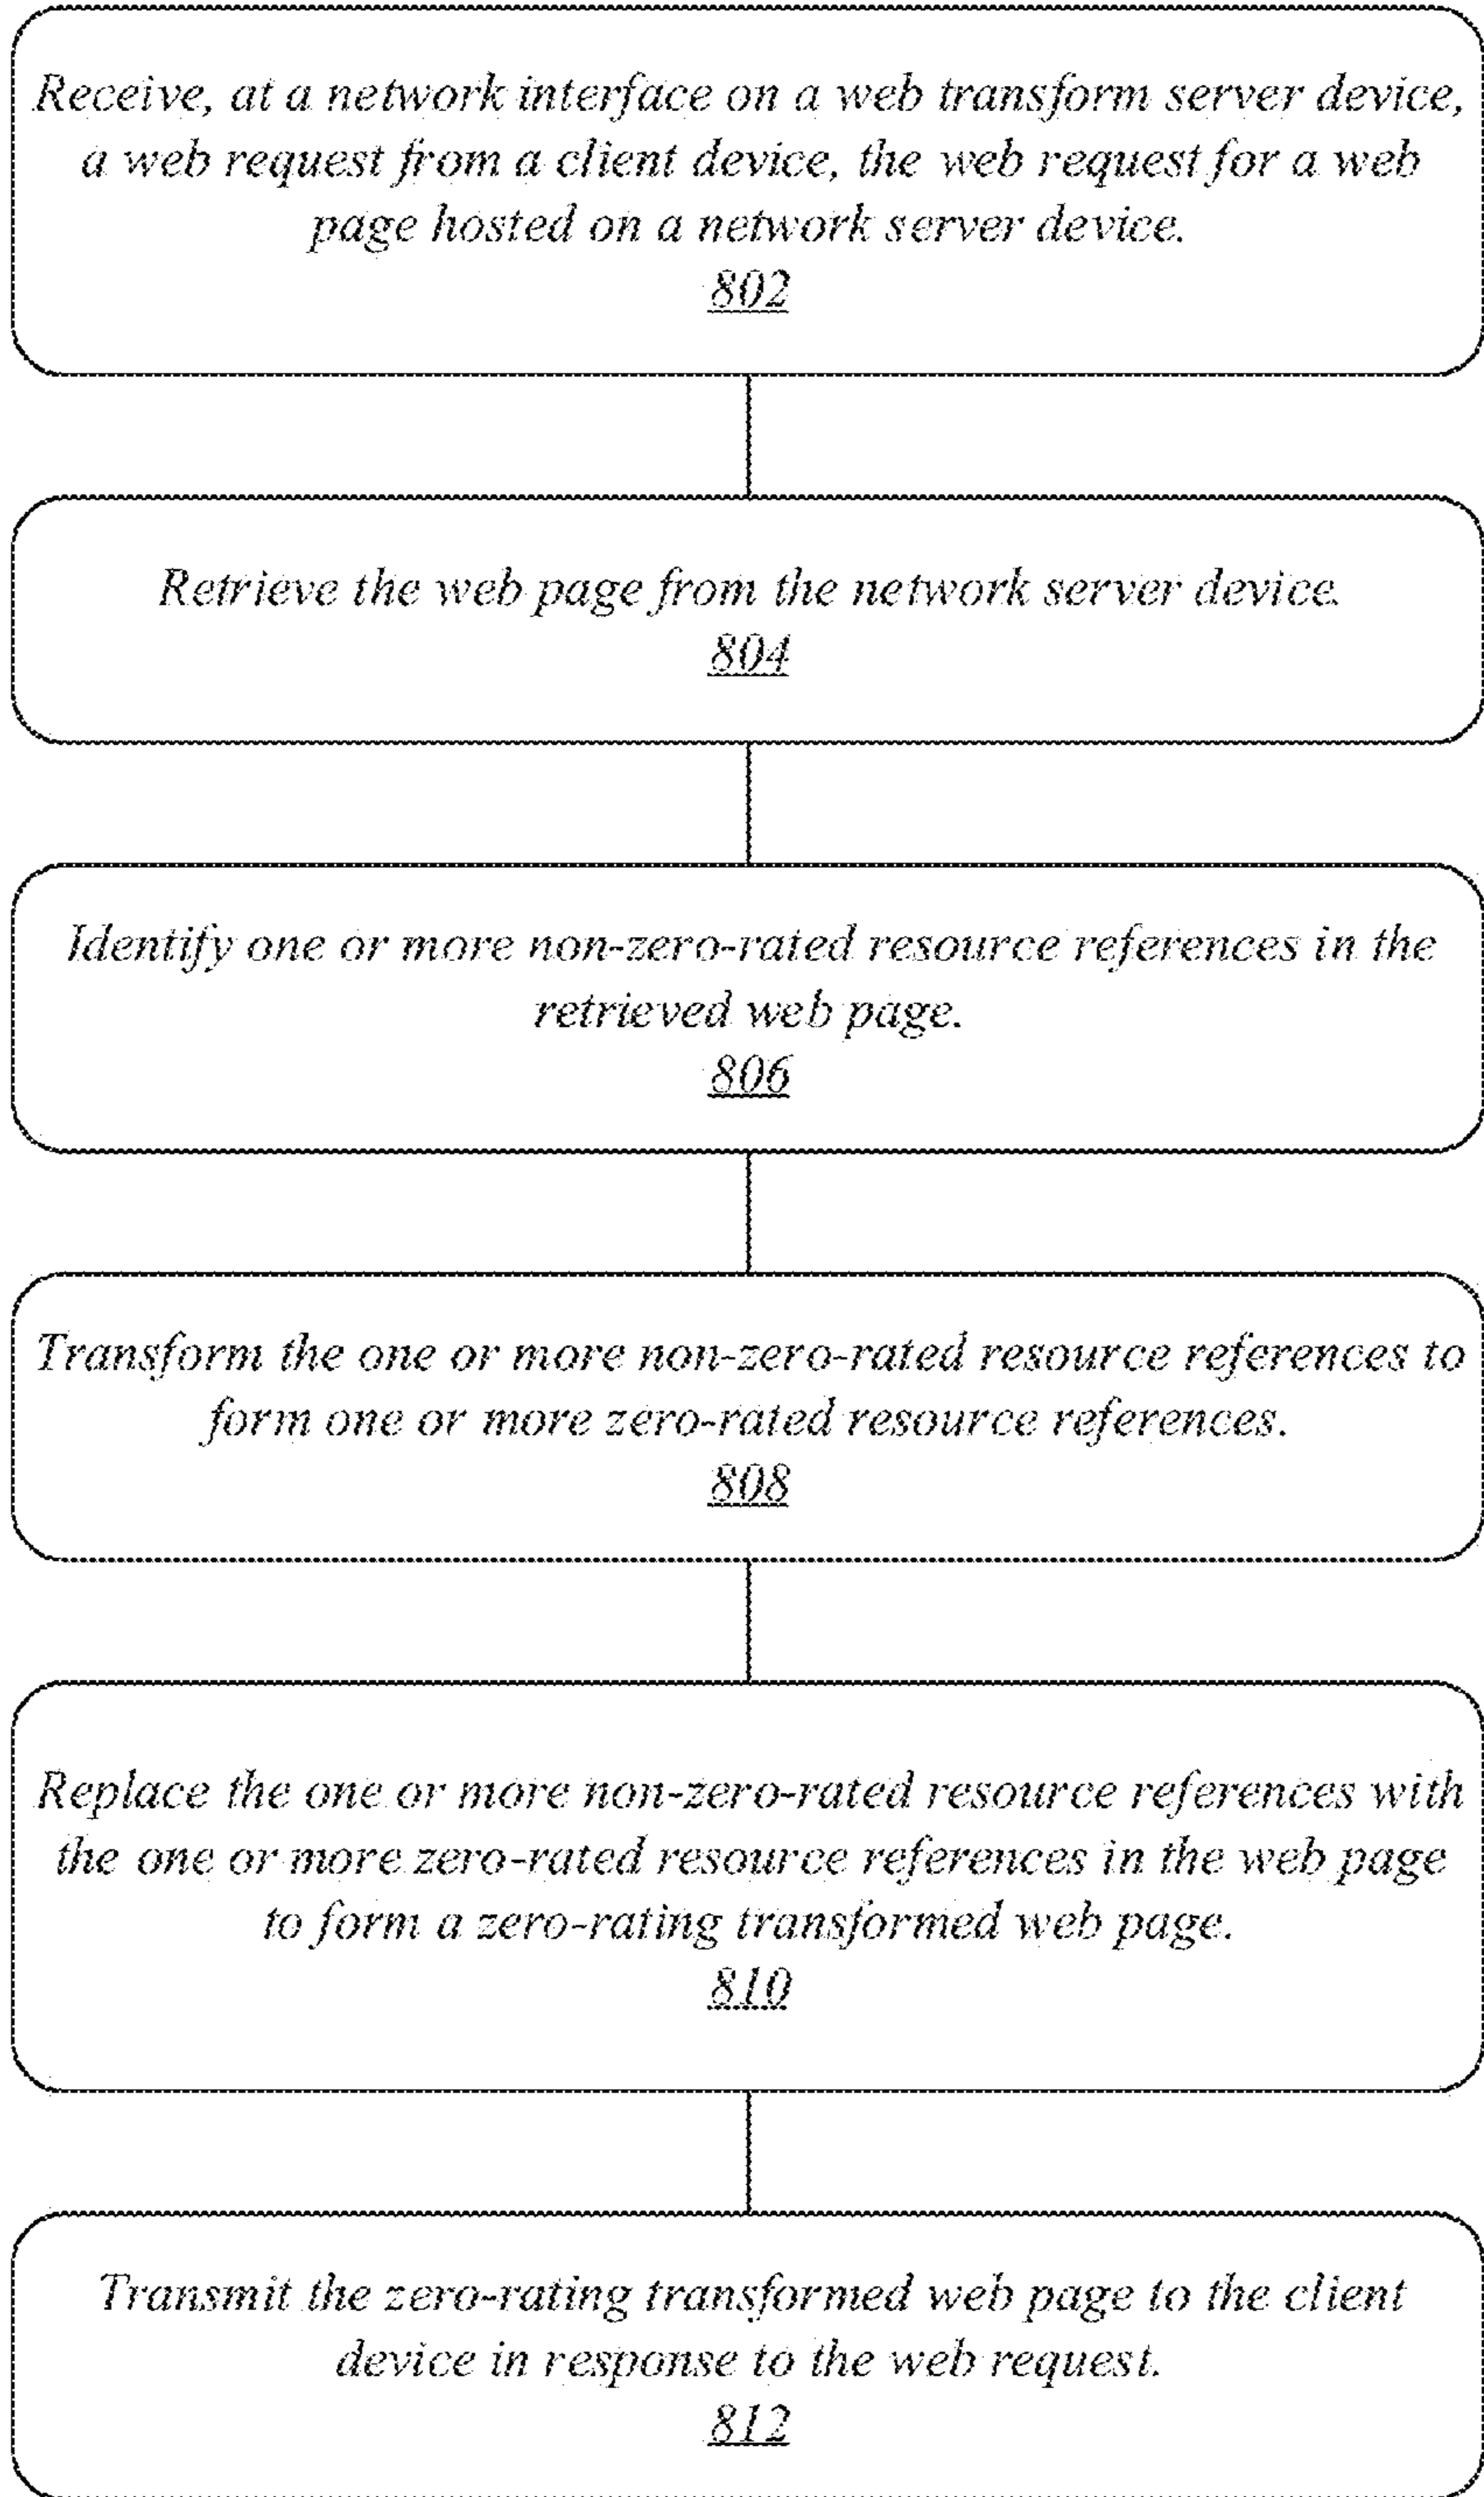 Receive, at a network interface on a web transform server device,
a web request from a client device, the web request for a web
page hosted on a network server device.
802
Retrieve the web page from the network server device.
804
Identify one or more non-zero-rated resource references in the
retrieved web page.
806
Transform the one or more non-zero-rated resource references to
form one or more zero-rated resource references.
808
Replace the one or more non-zero-rated resource references with
the one or more zero-rated resource references in the web page
to form a zero-rating transformed web page.
810
Transmit the zero-rating transformed web page to the client
device in response to the web request.
812